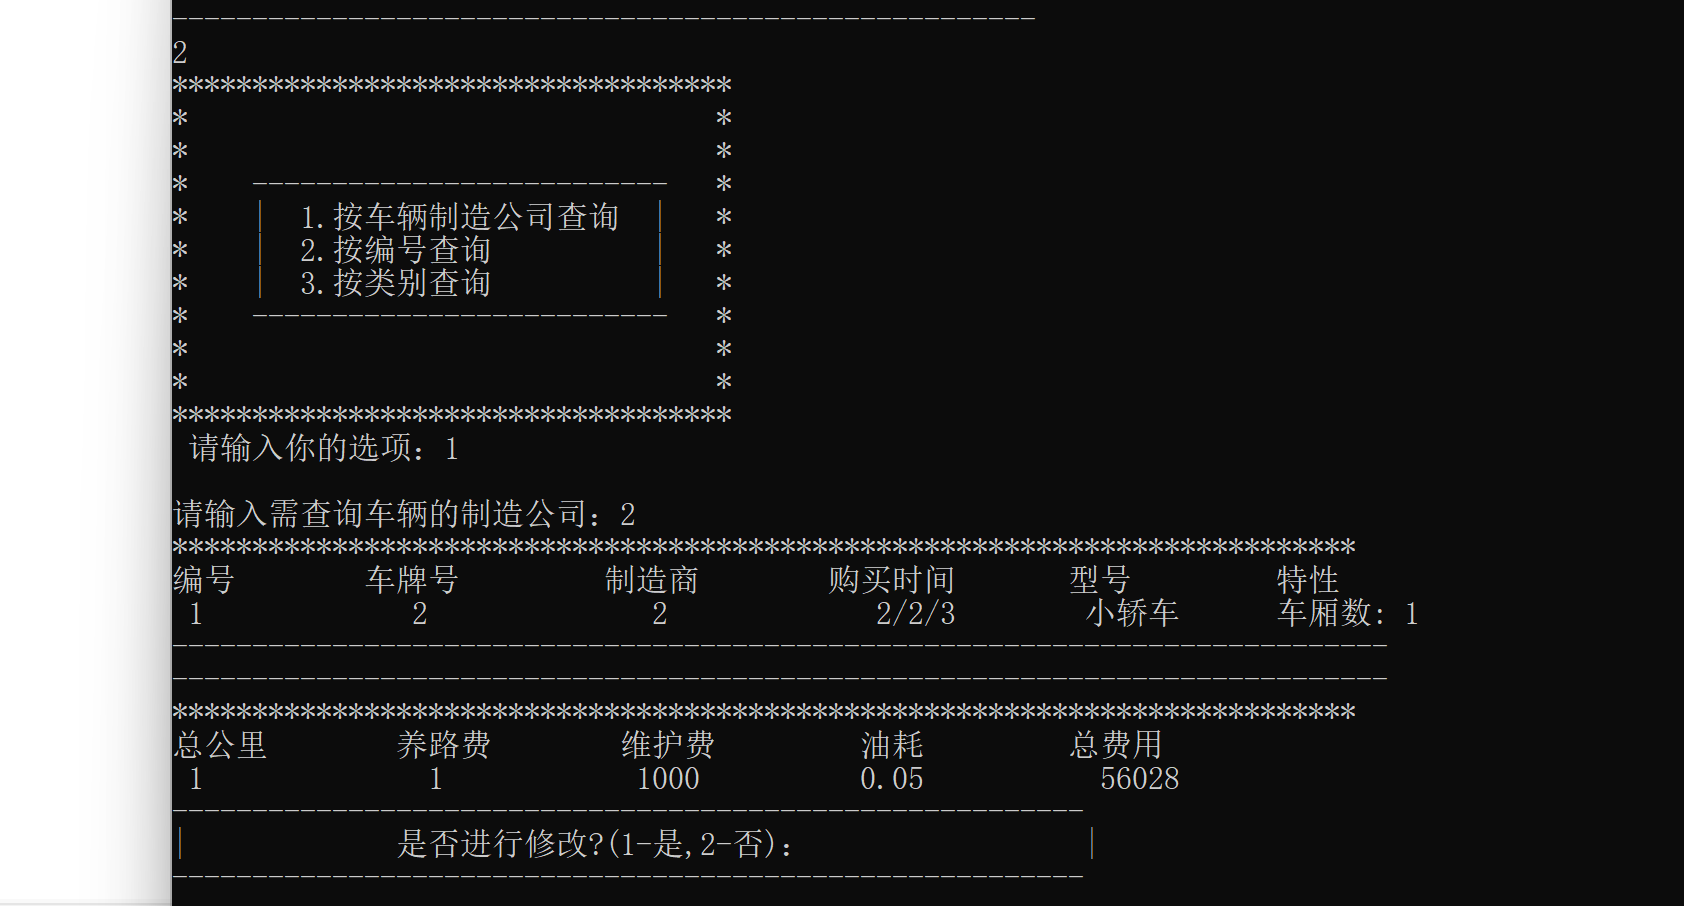 ------------------------------------------------------
2
***********************************
*                                 *
*                                 *
*    --------------------------   *
*    |  1.按车辆制造公司查询  |   *
*    |  2.按编号查询          |   *
*    |  3.按类别查询          |   *
*    --------------------------   *
*                                 *
*                                 *
***********************************
请输入你的选项：1
请输入需查询车辆的制造公司：2
**************************************************************************
编号        车牌号         制造商        购买时间       型号         特性
1             2              2             2/2/3        小轿车      车厢数: 1
----------------------------------------------------------------------------
----------------------------------------------------------------------------
**************************************************************************
总公里        养路费        维护费         油耗         总费用
1              1            1000          0.05           56028
---------------------------------------------------------
|             是否进行修改?(1-是,2-否)：                  |
---------------------------------------------------------